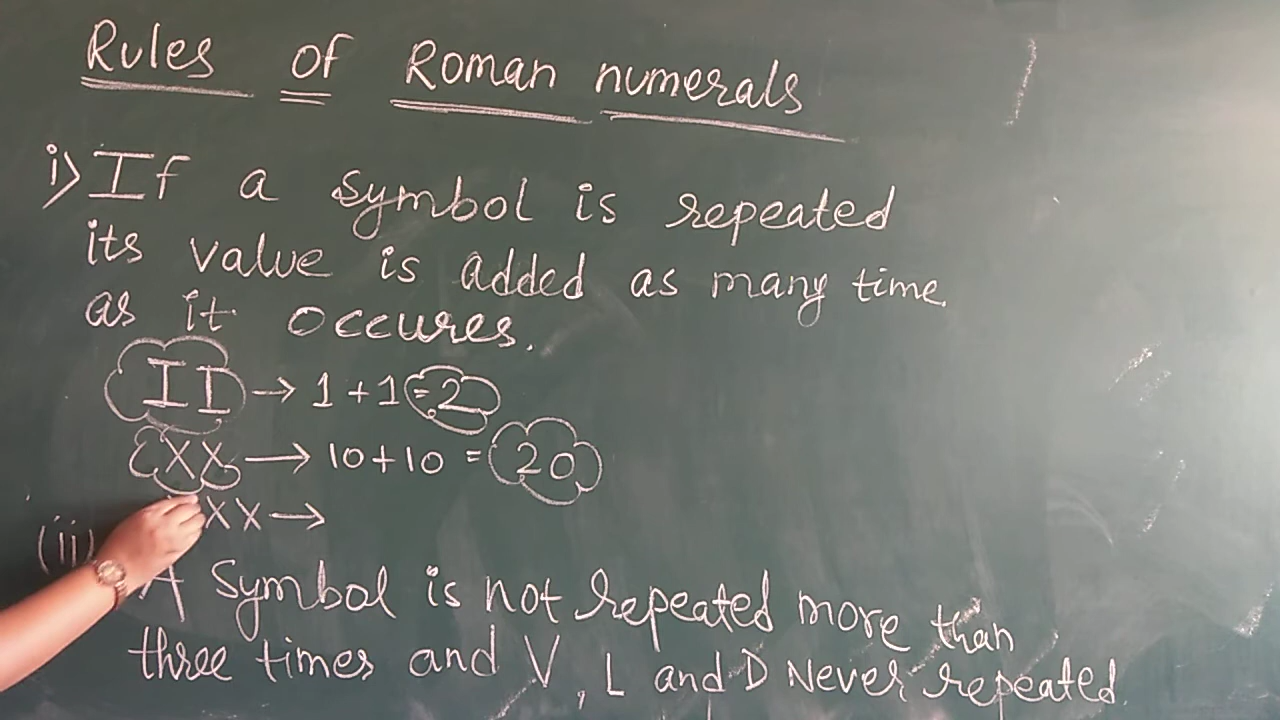 Rules of Roman numerals
i) If a symbol is repeated
its value is added as many time
as it occures.
II → 1+1=2
XX → 10+10=20
XX →
(ii)
A Symbol is not repeated more than
three times and V, L and D Never repeated.